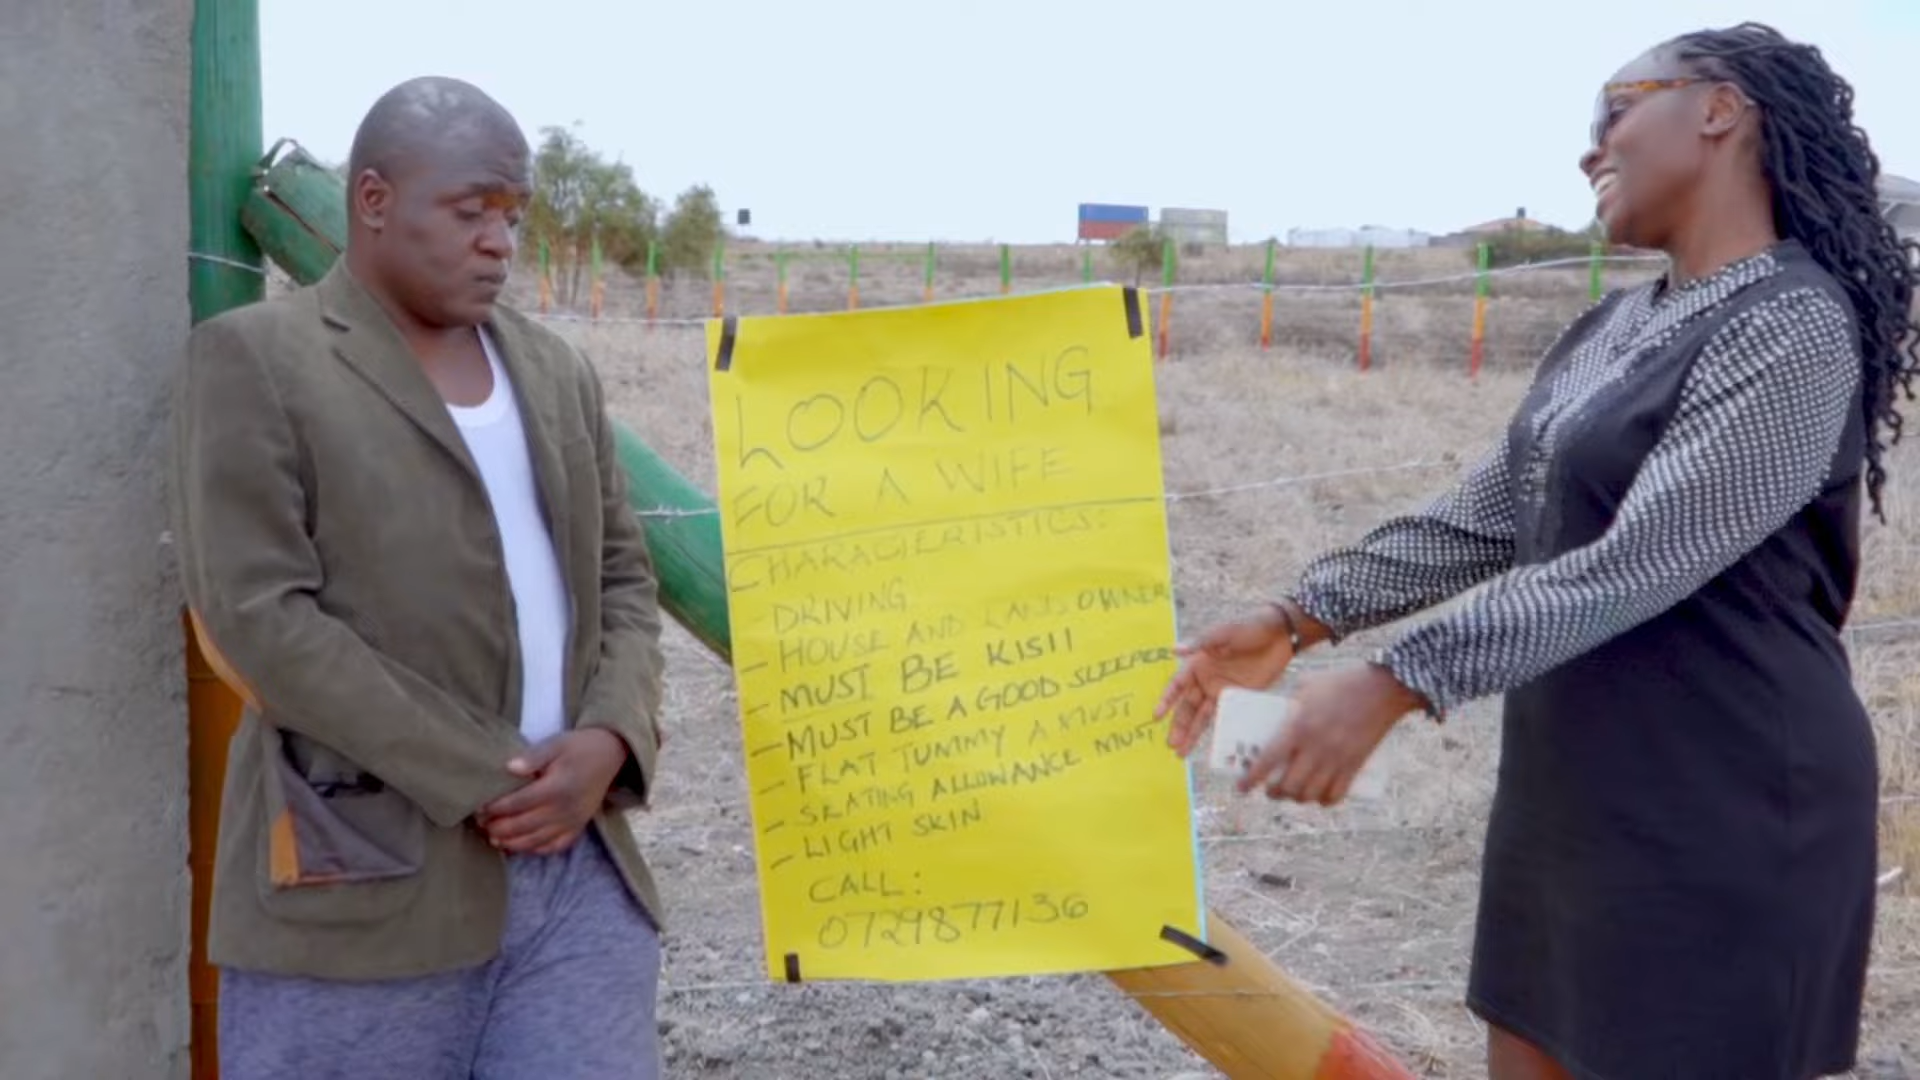 LOOKING
FOR A WIFE
CHARACTERISTICS:
- DRIVING
- HOUSE AND LAND OWNER
- MUST BE KISII
- MUST BE A GOOD SLEEPER
- FLAT TUMMY A MUST
- SEATING ALLOWANCE MUST
- LIGHT SKIN
CALL:
0729877136